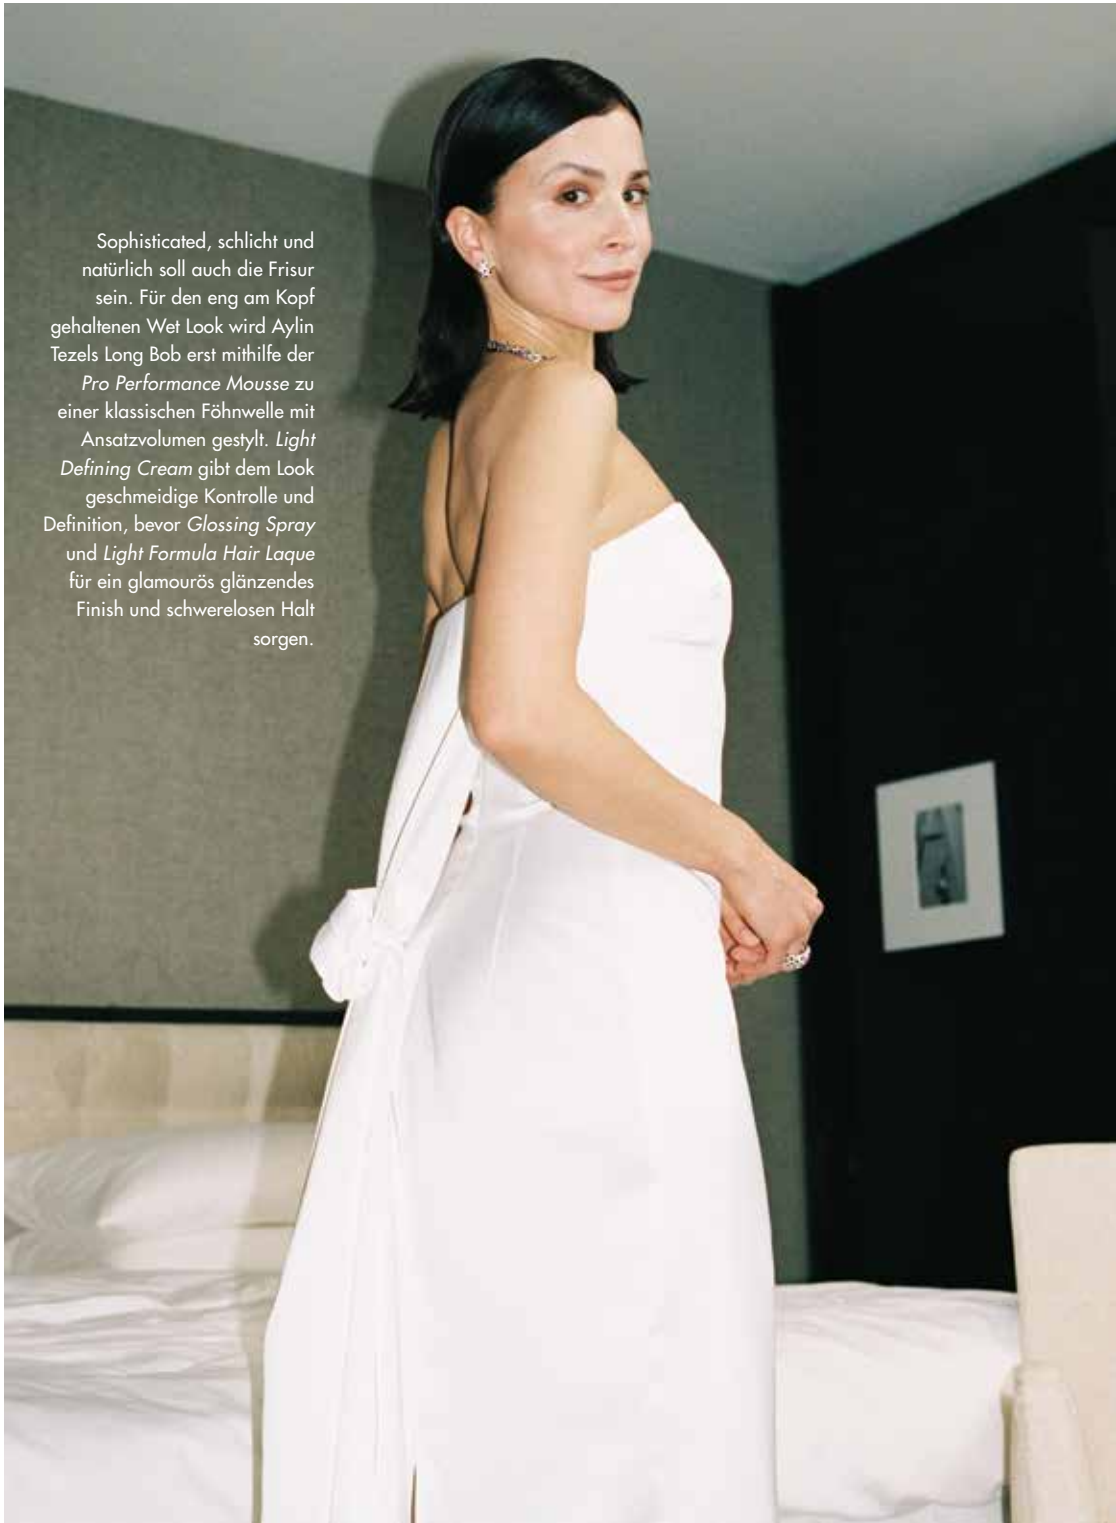 Sophisticated, schlicht und
natürlich soll auch die Frisur
sein. Für den eng am Kopf
gehaltenen Wet Look wird Aylin
Tezels Long Bob erst mithilfe der
Pro Performance Mousse zu
einer klassischen Föhnwelle mit
Ansatzvolumen gestylt. Light
Defining Cream gibt dem Look
geschmeidige Kontrolle und
Definition, bevor Glossing Spray
und Light Formula Hair Laque
für ein glamourös glänzendes
Finish und schwerelosen Halt
sorgen.